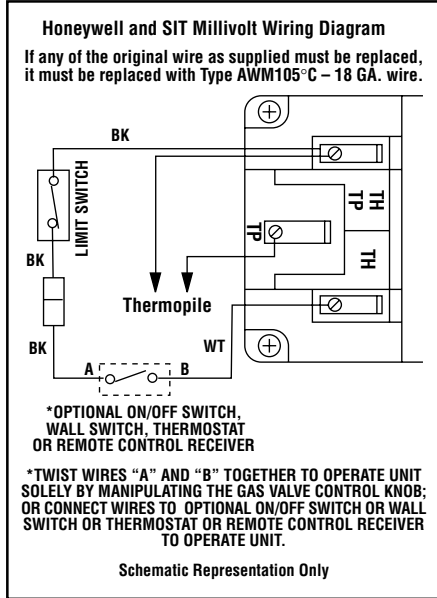 Honeywell and SIT Millivolt Wiring Diagram
If any of the original wire as supplied must be replaced,
it must be replaced with Type AWM105°C – 18 GA. wire.
BK
LIMIT SWITCH
BK
BK
Thermopile
TP
TH
TP
TH
WT
A
B
*OPTIONAL ON/OFF SWITCH,
WALL SWITCH, THERMOSTAT
OR REMOTE CONTROL RECEIVER
*TWIST WIRES “A” AND “B” TOGETHER TO OPERATE UNIT
SOLELY BY MANIPULATING THE GAS VALVE CONTROL KNOB;
OR CONNECT WIRES TO OPTIONAL ON/OFF SWITCH OR WALL
SWITCH OR THERMOSTAT OR REMOTE CONTROL RECEIVER
TO OPERATE UNIT.
Schematic Representation Only